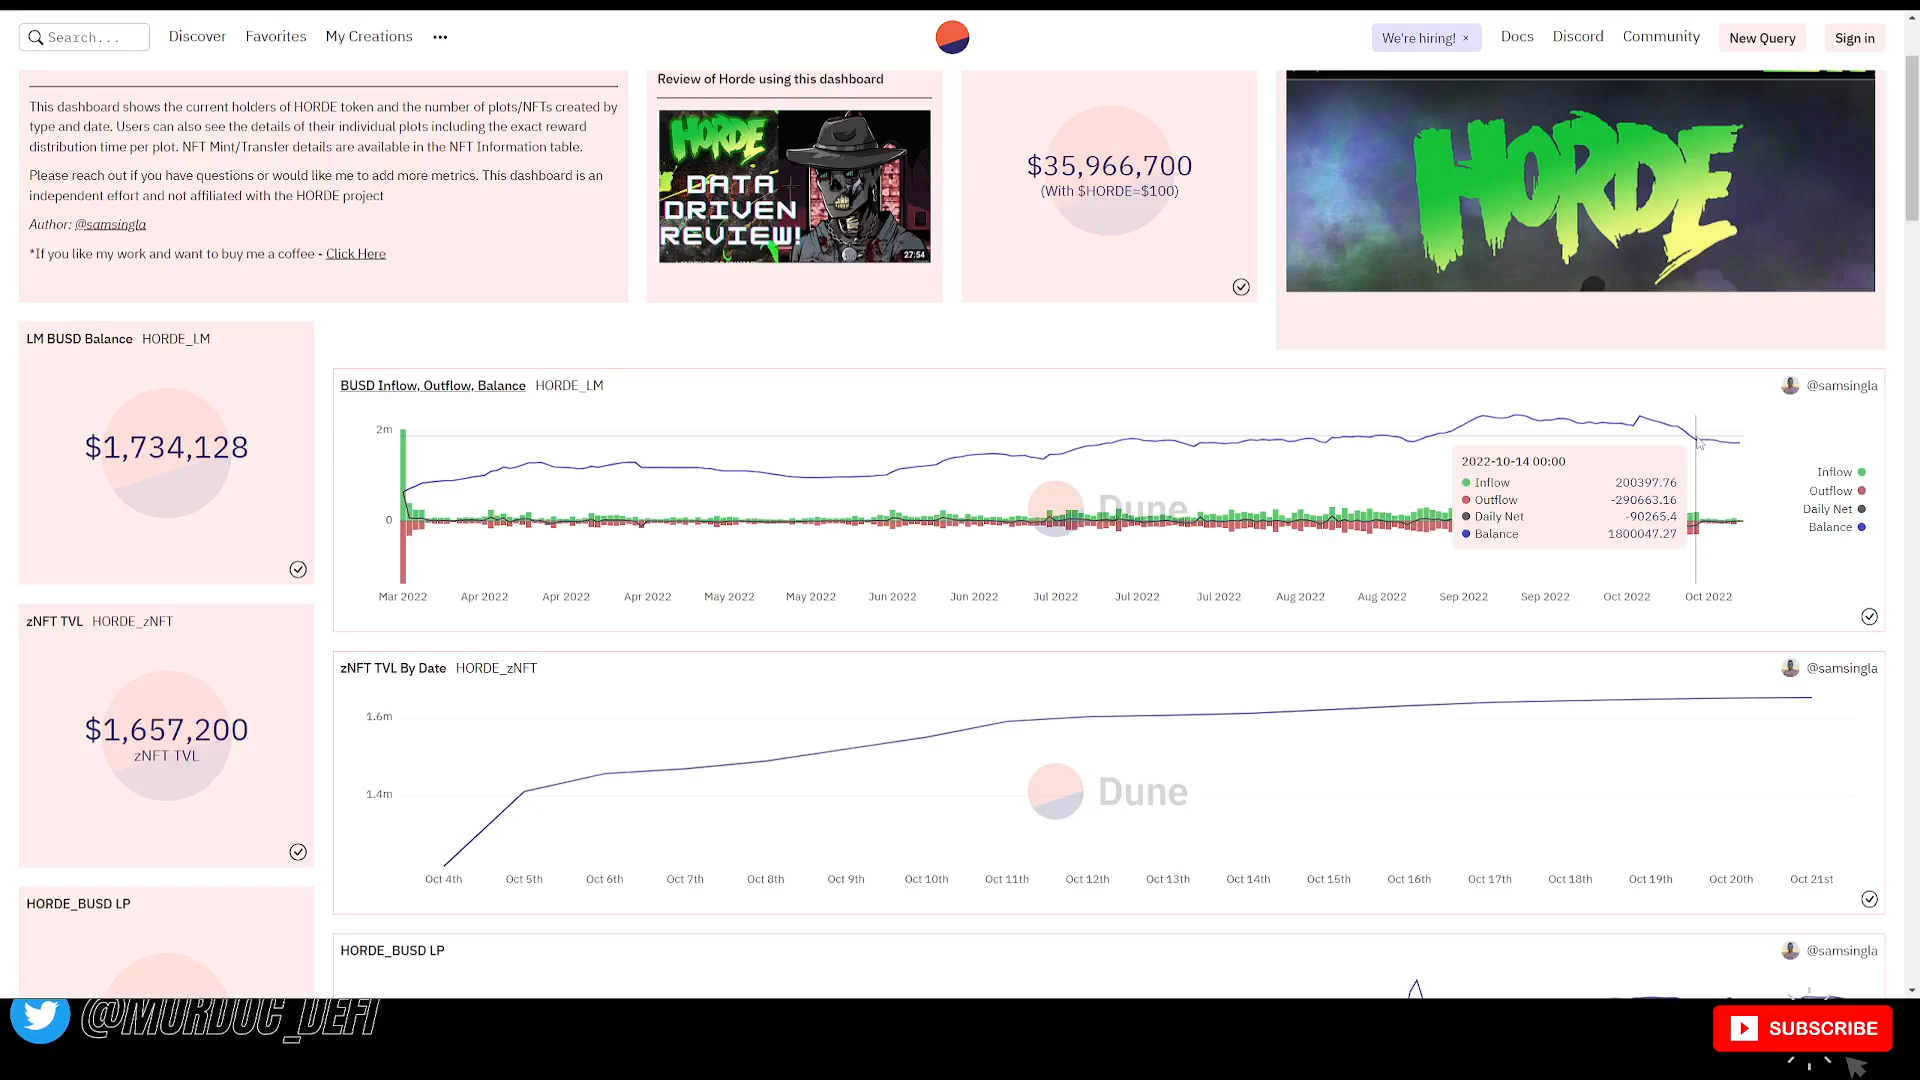 Search...
Discover
Favorites
My Creations
We're hiring! ×
Docs
Discord
Community
New Query
Sign in
This dashboard shows the current holders of HORDE token and the number of plots/NFTs created by
type and date. Users can also see the details of their individual plots including the exact reward
distribution time per plot. NFT Mint/Transfer details are available in the NFT Information table.
Please reach out if you have questions or would like me to add more metrics. This dashboard is an
independent effort and not affiliated with the HORDE project
Author: @samsingla
*If you like my work and want to buy me a coffee - Click Here
Review of Horde using this dashboard
HORDE
DATA
DRIVEN
REVIEW!
27:54
$35,966,700
(With $HORDE=$100)
HORDE
LM BUSD Balance HORDE_LM
$1,734,128
BUSD Inflow, Outflow, Balance HORDE_LM
@samsingla
2m
0
Dune
2022-10-14 00:00
Inflow 200397.76
Outflow -290663.16
Daily Net -90265.4
Balance 1800047.27
Inflow
Outflow
Daily Net
Balance
Mar 2022 Apr 2022 Apr 2022 Apr 2022 May 2022 May 2022 Jun 2022 Jun 2022 Jul 2022 Jul 2022 Jul 2022 Aug 2022 Aug 2022 Sep 2022 Sep 2022 Oct 2022 Oct 2022
zNFT TVL HORDE_zNFT
$1,657,200
zNFT TVL
zNFT TVL By Date HORDE_zNFT
@samsingla
1.6m
1.4m
Dune
Oct 4th Oct 5th Oct 6th Oct 7th Oct 8th Oct 9th Oct 10th Oct 11th Oct 12th Oct 13th Oct 14th Oct 15th Oct 16th Oct 17th Oct 18th Oct 19th Oct 20th Oct 21st
HORDE_BUSD LP
HORDE_BUSD LP
@samsingla
@MURDOC_DEFI
SUBSCRIBE